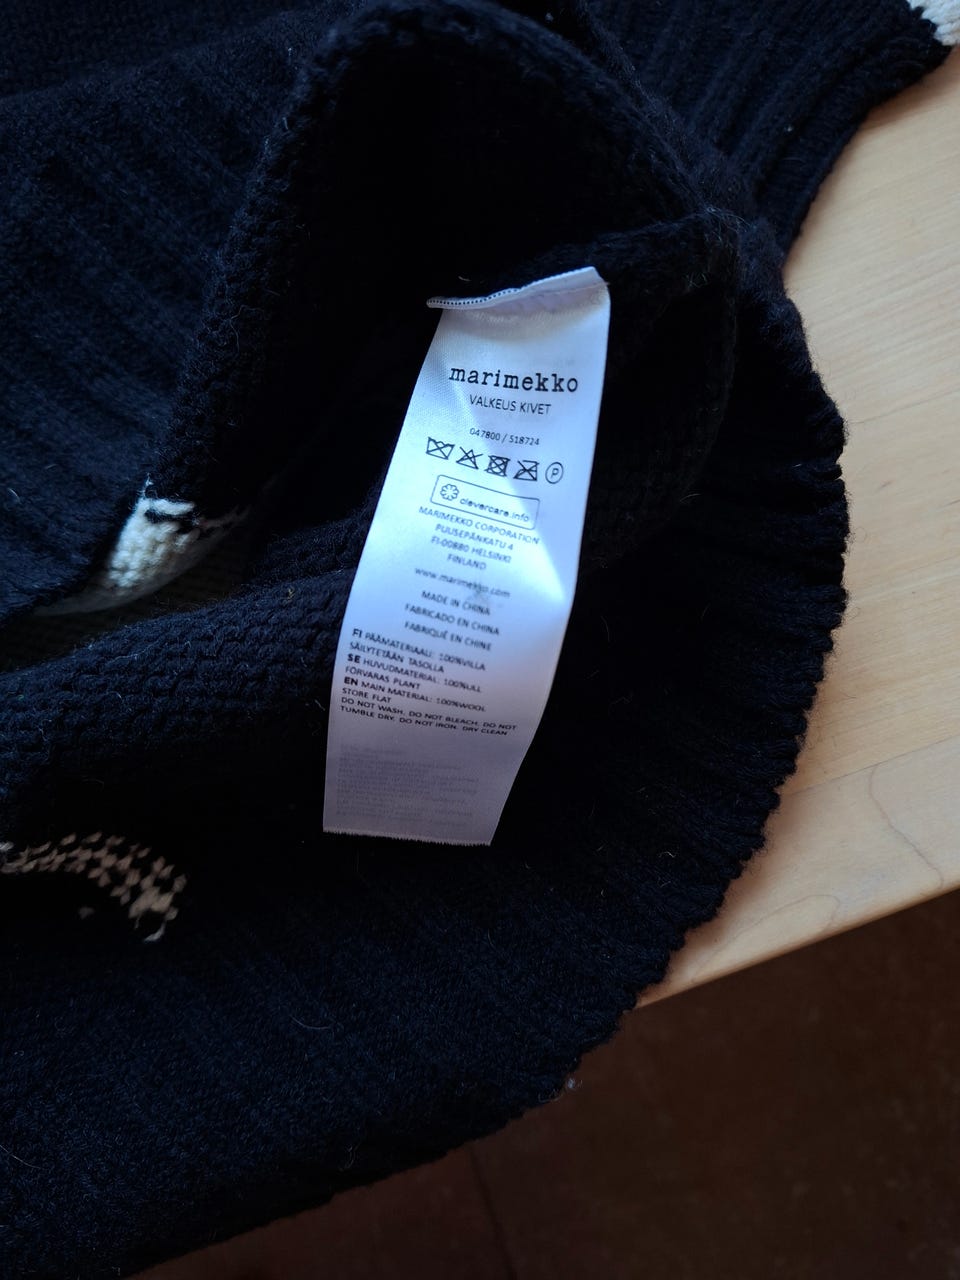 marimekko
VALKEUS KIVET
047800 / 518724
P
clevercare.info
MARIMEKKO CORPORATION
PUUSEPÄNKATU 4
FI-00880 HELSINKI
FINLAND
www.marimekko.com
MADE IN CHINA
FABRICADO EN CHINA
FABRIQUÉ EN CHINE
FI PÄÄMATERIAALI: 100%VILLA
SÄILYTETÄÄN TASOLLA
SE HUVUDMATERIAL: 100%ULL
FÖRVARAS PLANT
EN MAIN MATERIAL: 100%WOOL
STORE FLAT
DO NOT WASH, DO NOT BLEACH, DO NOT
TUMBLE DRY, DO NOT IRON, DRY CLEAN